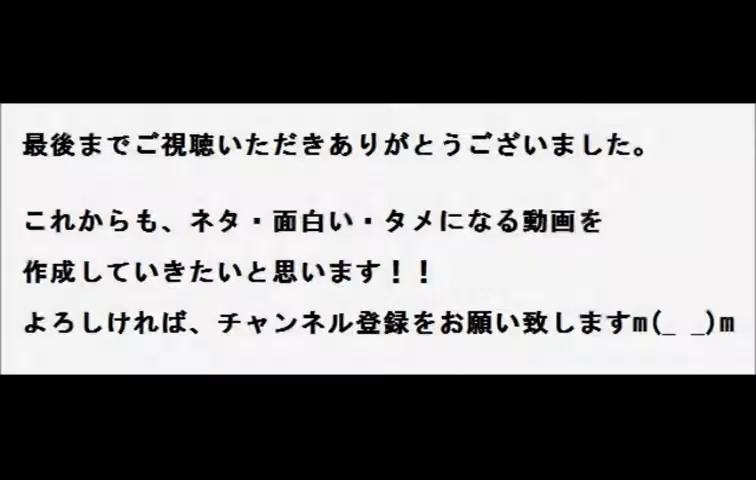 最後までご視聴いただきありがとうございました。
これからも、ネタ・面白い・タメになる動画を
作成していきたいと思います！！
よろしければ、チャンネル登録をお願い致しますm(_ _)m